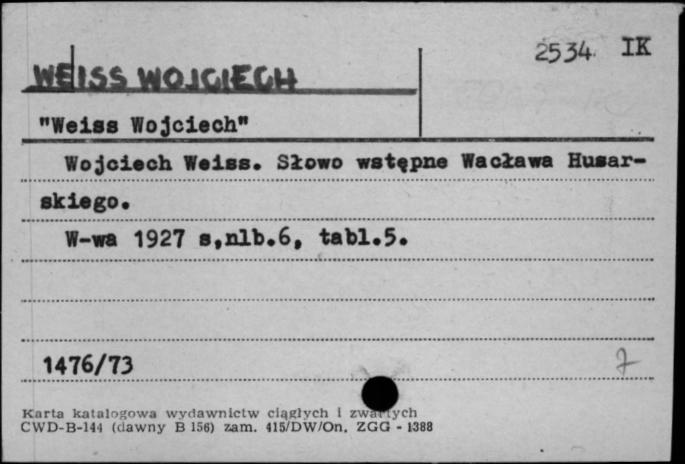 2534. IK
WEISS WOJCIECH
"Weiss Wojciech"
Wojciech Weiss. Słowo wstępne Wacława Husar-
skiego.
W-wa 1927 s,nlb.6, tabl.5.
1476/73
7
Karta katalogowa wydawnictw ciągłych i zwartych
CWD-B-144 (dawny B 156) zam. 415/DW/On. ZGG - 1388